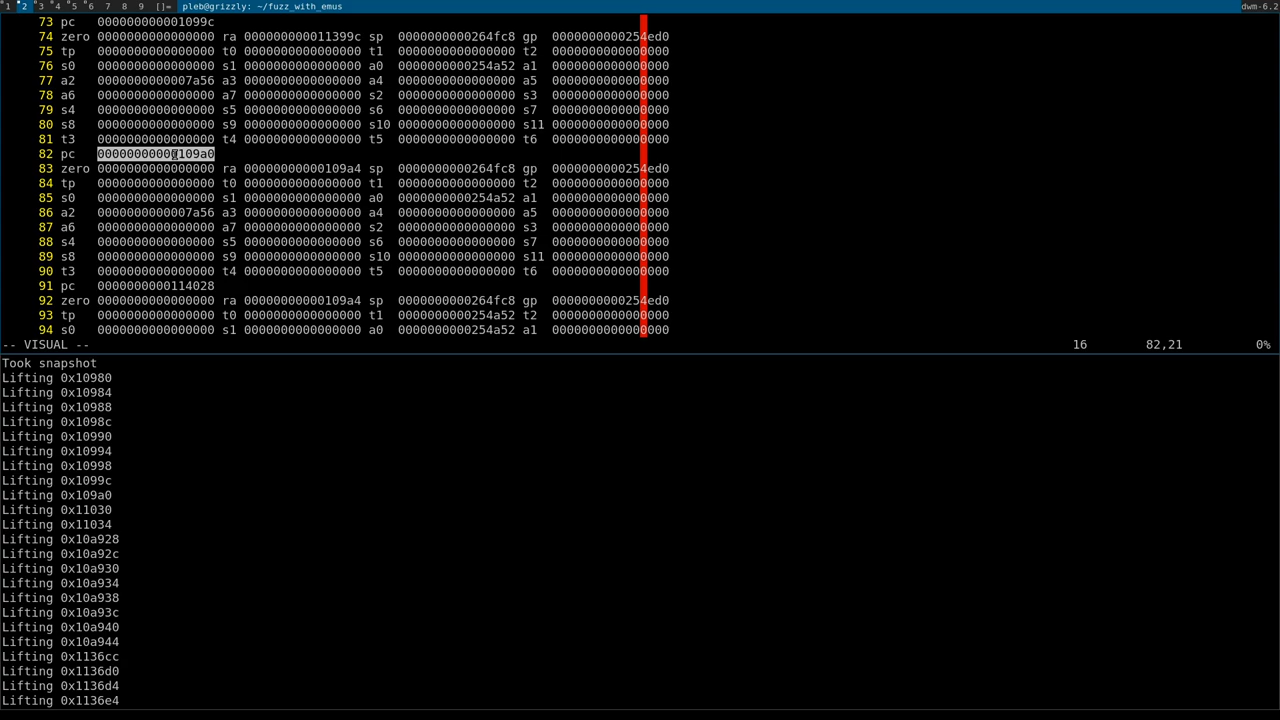 1 2 3 4 5 6 7 8 9 []= pleb@grizzly: ~/fuzz_with_emus dwm-6.2
73 pc 000000000001099c
74 zero 0000000000000000 ra 000000000011399c sp 0000000000264fc8 gp 0000000000254ed0
75 tp 0000000000000000 t0 0000000000000000 t1 0000000000000000 t2 0000000000000000
76 s0 0000000000000000 s1 0000000000000000 a0 0000000000254a52 a1 0000000000000000
77 a2 0000000000007a56 a3 0000000000000000 a4 0000000000000000 a5 0000000000000000
78 a6 0000000000000000 a7 0000000000000000 s2 0000000000000000 s3 0000000000000000
79 s4 0000000000000000 s5 0000000000000000 s6 0000000000000000 s7 0000000000000000
80 s8 0000000000000000 s9 0000000000000000 s10 0000000000000000 s11 0000000000000000
81 t3 0000000000000000 t4 0000000000000000 t5 0000000000000000 t6 0000000000000000
82 pc 00000000000109a0
83 zero 0000000000000000 ra 00000000000109a4 sp 0000000000264fc8 gp 0000000000254ed0
84 tp 0000000000000000 t0 0000000000000000 t1 0000000000000000 t2 0000000000000000
85 s0 0000000000000000 s1 0000000000000000 a0 0000000000254a52 a1 0000000000000000
86 a2 0000000000007a56 a3 0000000000000000 a4 0000000000000000 a5 0000000000000000
87 a6 0000000000000000 a7 0000000000000000 s2 0000000000000000 s3 0000000000000000
88 s4 0000000000000000 s5 0000000000000000 s6 0000000000000000 s7 0000000000000000
89 s8 0000000000000000 s9 0000000000000000 s10 0000000000000000 s11 0000000000000000
90 t3 0000000000000000 t4 0000000000000000 t5 0000000000000000 t6 0000000000000000
91 pc 0000000000114028
92 zero 0000000000000000 ra 00000000000109a4 sp 0000000000264fc8 gp 0000000000254ed0
93 tp 0000000000000000 t0 0000000000000000 t1 0000000000254a52 t2 0000000000000000
94 s0 0000000000000000 s1 0000000000000000 a0 0000000000254a52 a1 0000000000000000
-- VISUAL -- 16 82,21 0%
Took snapshot
Lifting 0x10980
Lifting 0x10984
Lifting 0x10988
Lifting 0x1098c
Lifting 0x10990
Lifting 0x10994
Lifting 0x10998
Lifting 0x1099c
Lifting 0x109a0
Lifting 0x11030
Lifting 0x11034
Lifting 0x10a928
Lifting 0x10a92c
Lifting 0x10a930
Lifting 0x10a934
Lifting 0x10a938
Lifting 0x10a93c
Lifting 0x10a940
Lifting 0x10a944
Lifting 0x1136cc
Lifting 0x1136d0
Lifting 0x1136d4
Lifting 0x1136e4